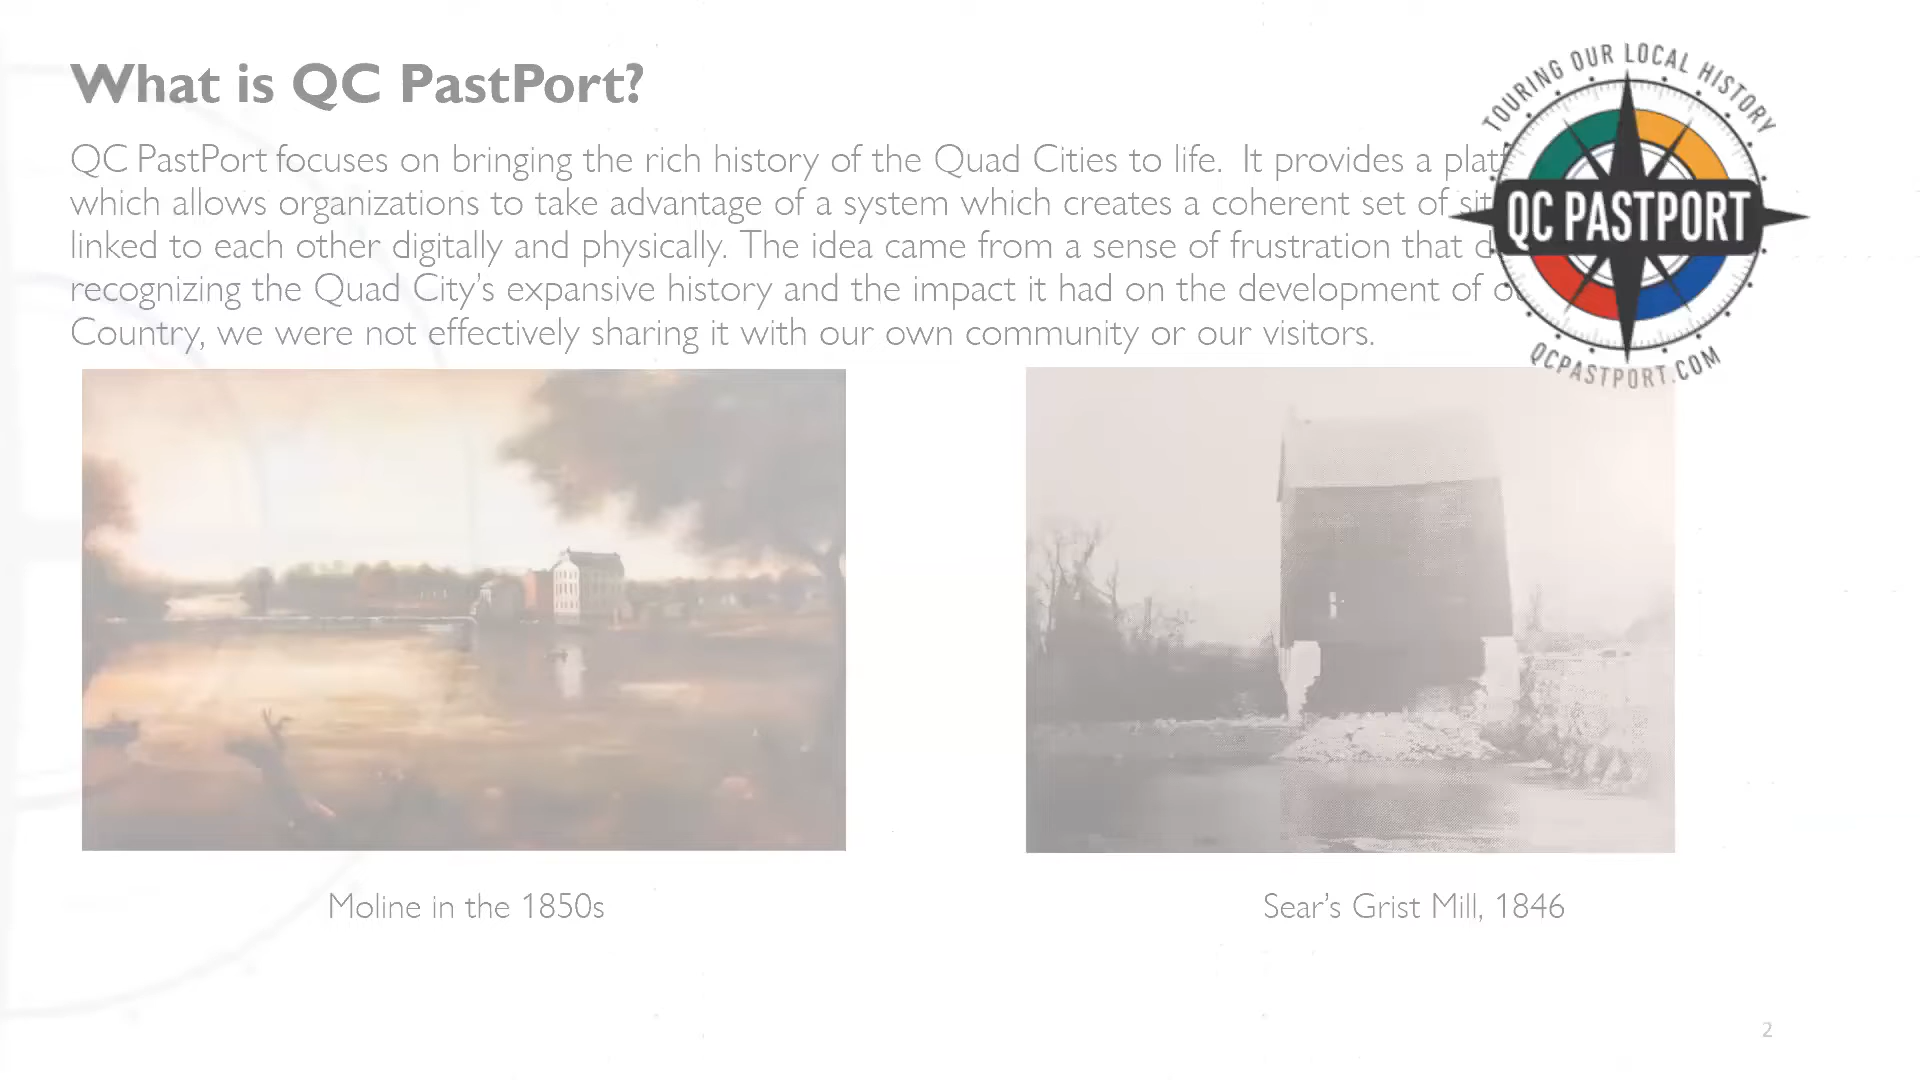 What is QC PastPort?
QC PastPort focuses on bringing the rich history of the Quad Cities to life. It provides a
which allows organizations to take advantage of a system which creates a coherent set of
linked to each other digitally and physically. The idea came from a sense of frustration that
recognizing the Quad City's expansive history and the impact it had on the development of
Country, we were not effectively sharing it with our own community or our visitors.
TOURING OUR LOCAL HISTORY
QC PASTPORT
QCPASTPORT.COM
Moline in the 1850s
Sear's Grist Mill, 1846
2